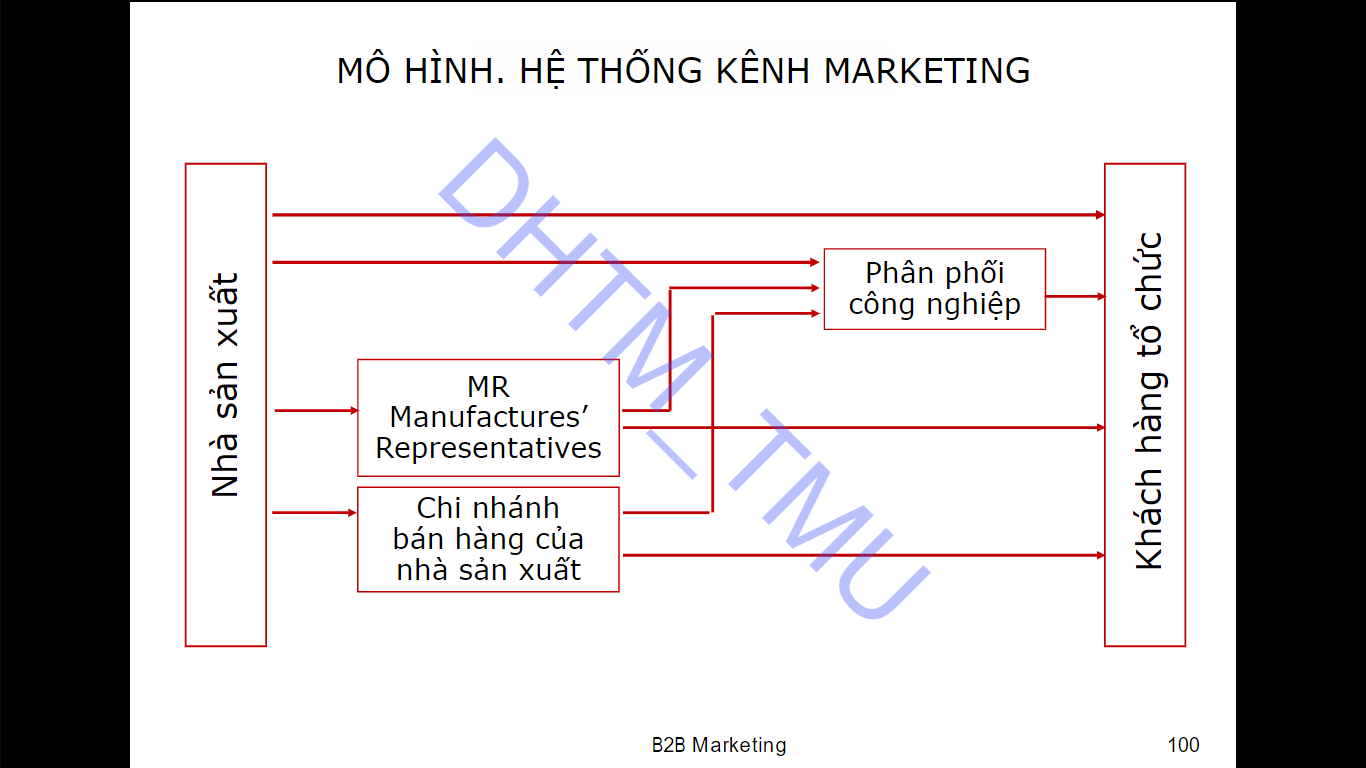 MÔ HÌNH. HỆ THỐNG KÊNH MARKETING
Nhà sản xuất
Phân phối
công nghiệp
MR
Manufactures’
Representatives
Chi nhánh
bán hàng của
nhà sản xuất
Khách hàng tổ chức
DHTM_TMU
B2B Marketing
100